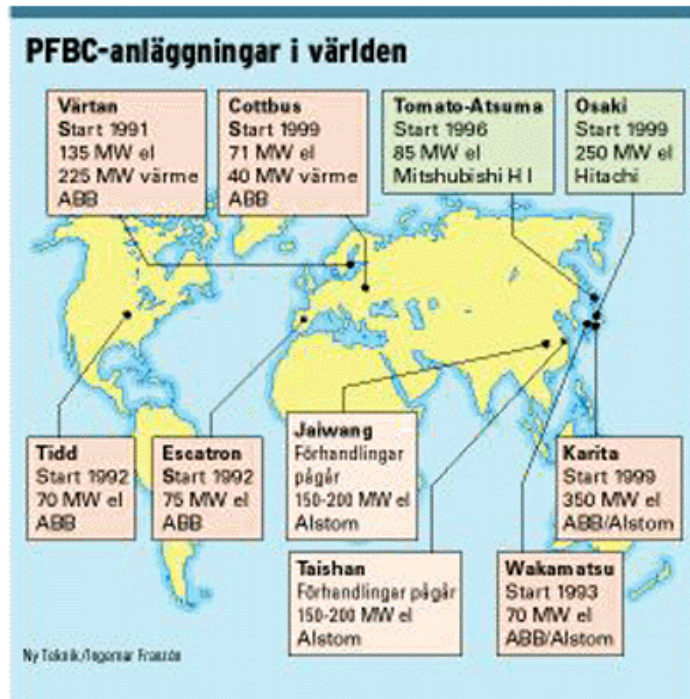 PFBC-anläggningar i världen
Värtan
Start 1991
135 MW el
225 MW värme
ABB
Cottbus
Start 1999
71 MW el
40 MW värme
ABB
Tomato-Atsuma
Start 1996
85 MW el
Mitshubishi H I
Osaki
Start 1999
250 MW el
Hitachi
Tidd
Start 1992
70 MW el
ABB
Escatron
Start 1992
75 MW el
ABB
Jaiwang
Förhandlingar
pågår
150-200 MW el
Alstom
Karita
Start 1999
350 MW el
ABB/Alstom
Taishan
Förhandlingar pågår
150-200 MW el
Alstom
Wakamatsu
Start 1993
70 MW el
ABB/Alstom
Ny Teknik/Ingemar Franzén